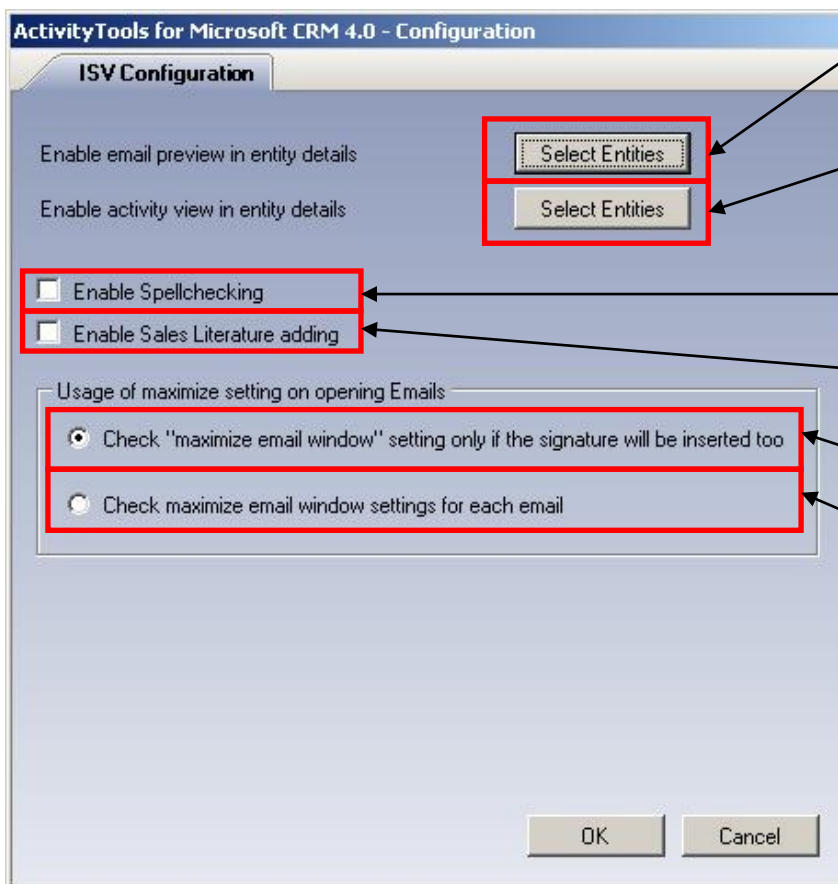 ActivityTools for Microsoft CRM 4.0 - Configuration
ISV Configuration
Enable email preview in entity details
Select Entities
Enable activity view in entity details
Select Entities
Enable Spellchecking
Enable Sales Literature adding
Usage of maximize setting on opening Emails
Check "maximize email window" setting only if the signature will be inserted too
Check maximize email window settings for each email
OK
Cancel